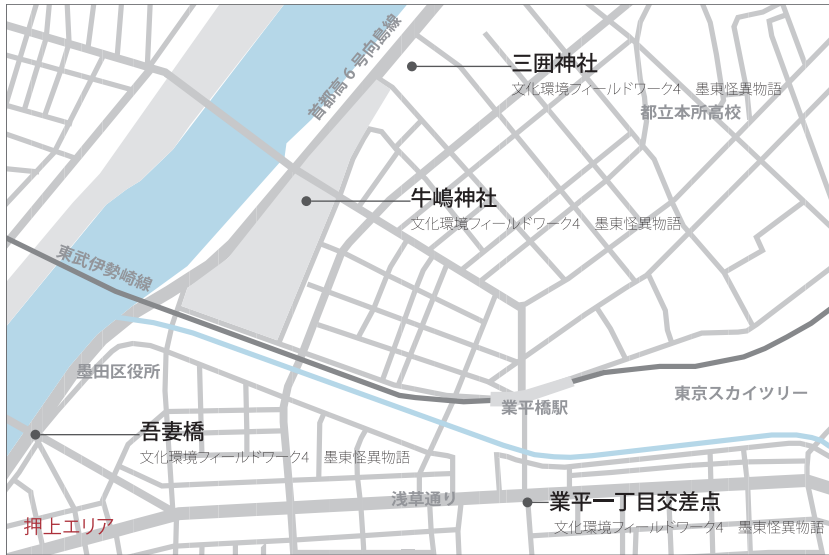 三囲神社
文化環境フィールドワーク4　墨東怪異物語
首都高6号向島線
都立本所高校
牛嶋神社
文化環境フィールドワーク4　墨東怪異物語
東武伊勢崎線
墨田区役所
東京スカイツリー
業平橋駅
吾妻橋
文化環境フィールドワーク4　墨東怪異物語
浅草通り
業平一丁目交差点
文化環境フィールドワーク4　墨東怪異物語
押上エリア